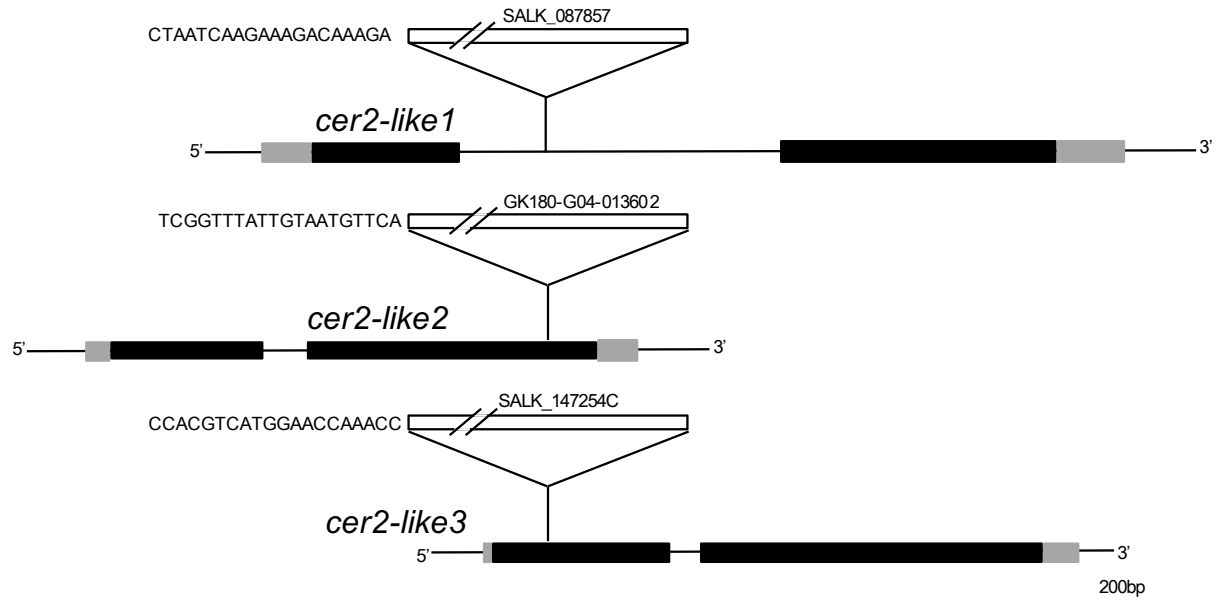 SALK_087857
CTAATCAAGAAAGACAAAGA
cer2-like1
5’ 3’
GK180-G04-013602
TCGGTTTATTGTAATGTTCA
cer2-like2
5’ 3’
SALK_147254C
CCACGTCATGGAACCAAACC
cer2-like3
5’ 3’
200bp